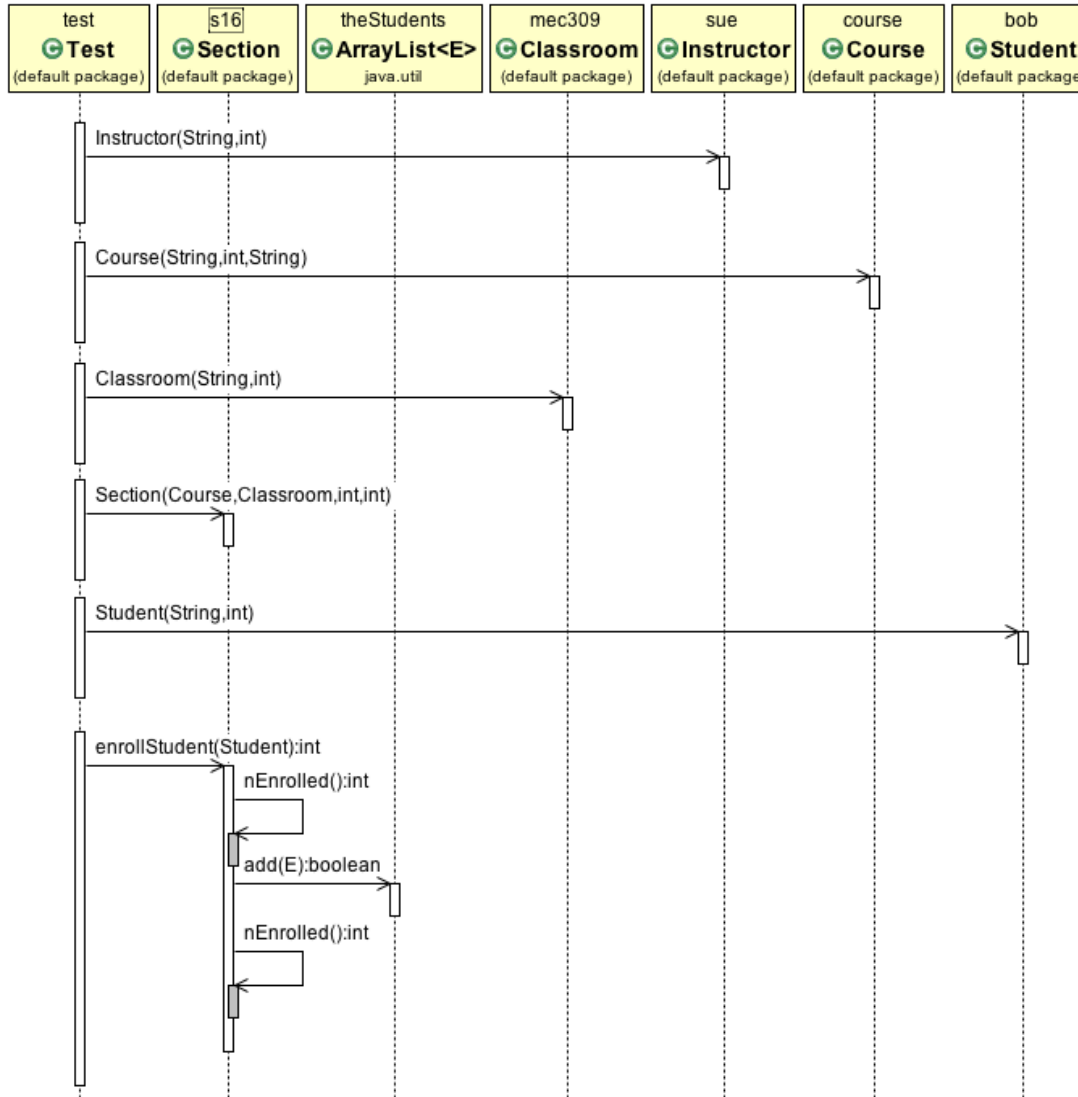 test
C Test
(default package)
s16
C Section
(default package)
theStudents
C ArrayList<E>
java.util
mec309
C Classroom
(default package)
sue
C Instructor
(default package)
course
C Course
(default package)
bob
C Student
(default package
Instructor(String,int)
Course(String,int,String)
Classroom(String,int)
Section(Course,Classroom,int,int)
Student(String,int)
enrollStudent(Student):int
nEnrolled():int
add(E):boolean
nEnrolled():int